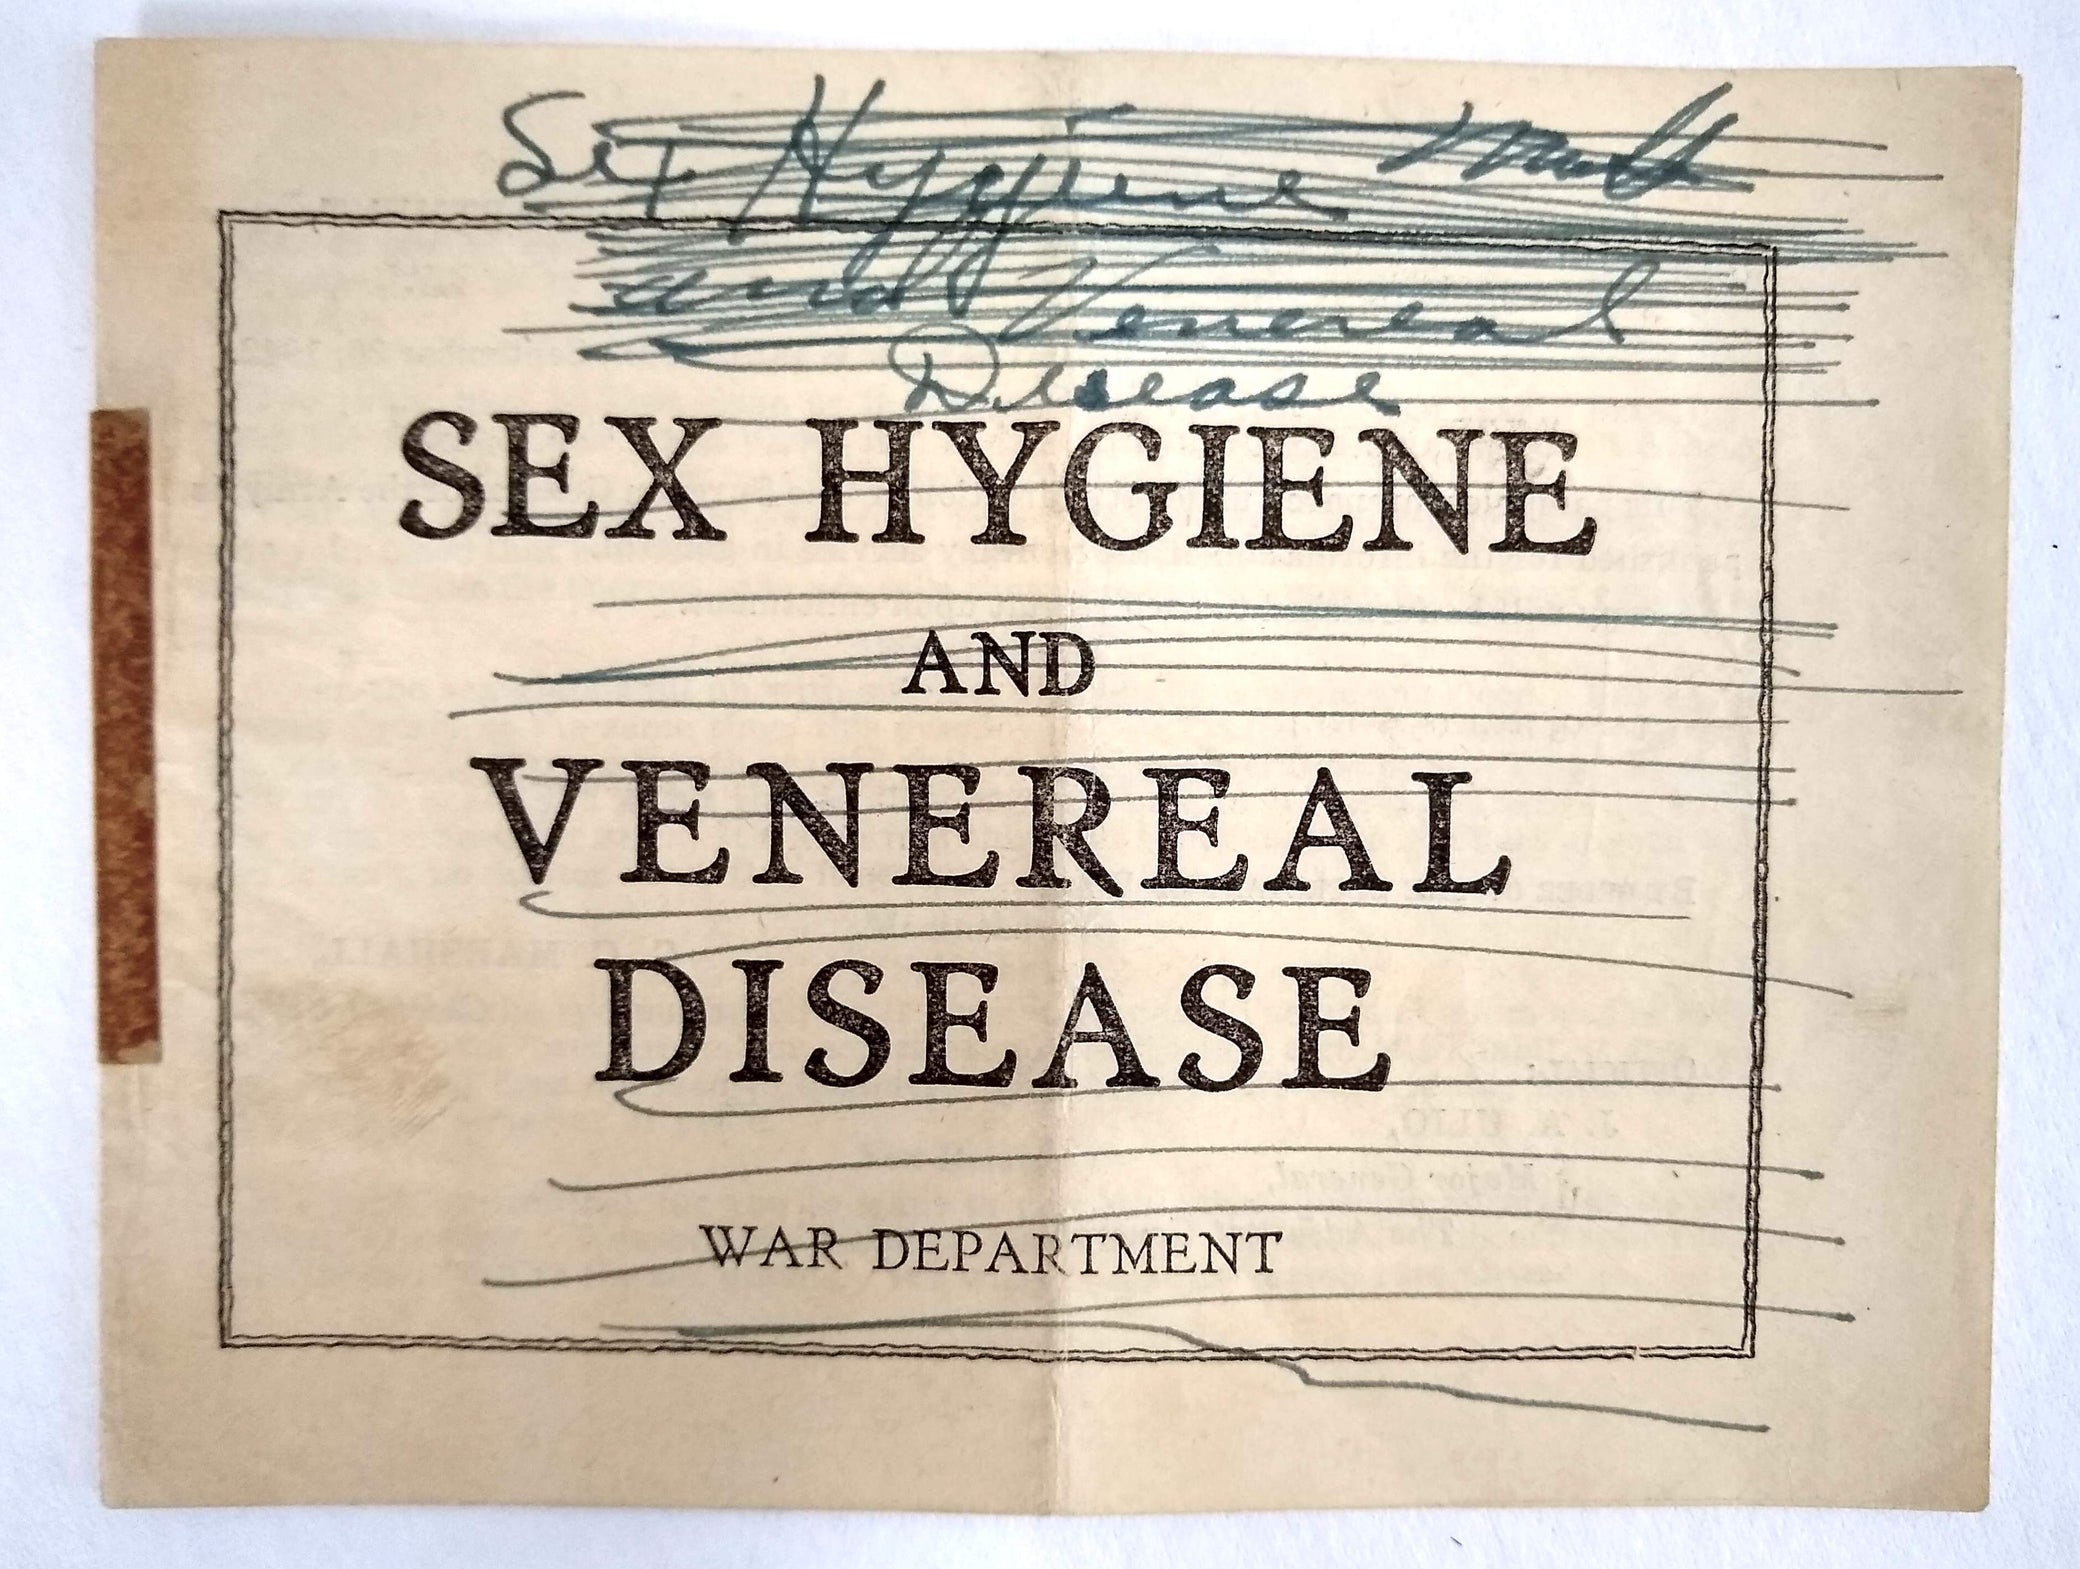 Sex Hygiene
and Venereal
Disease
SEX HYGIENE
AND
VENEREAL
DISEASE
WAR DEPARTMENT